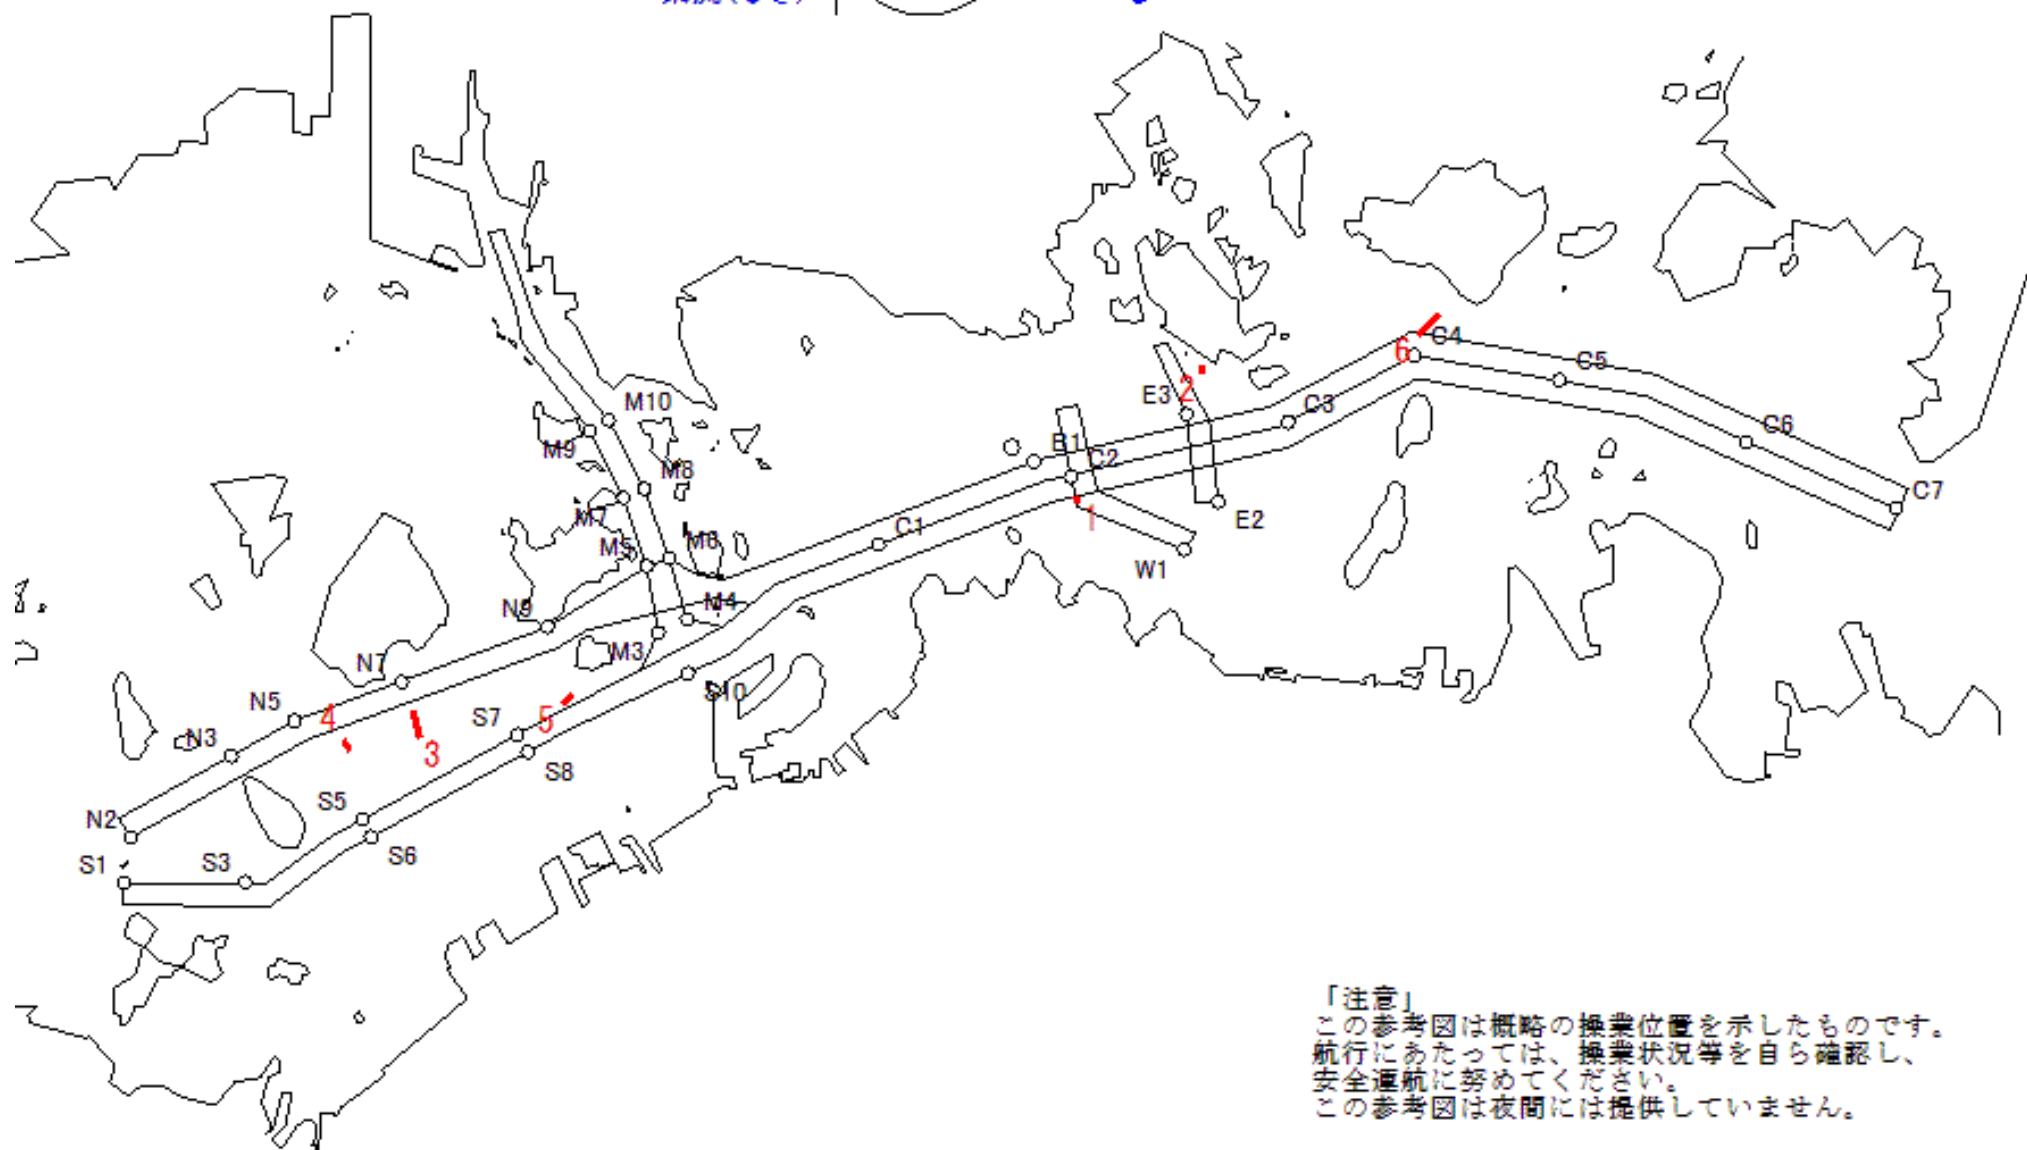 C4
6
C5
M10
E3
2
C6
C3
M9
B1
C2
M8
C7
M7
C1
1
E2
M5
M6
W1
N9
M4
M3
N7
S10
N5
4
S7
5
N3
3
S8
S5
N2
S6
S1
S3
「注意」
この参考図は概略の操業位置を示したものです。
航行にあたっては、操業状況等を自ら確認し、
安全運航に努めてください。
この参考図は夜間には提供していません。